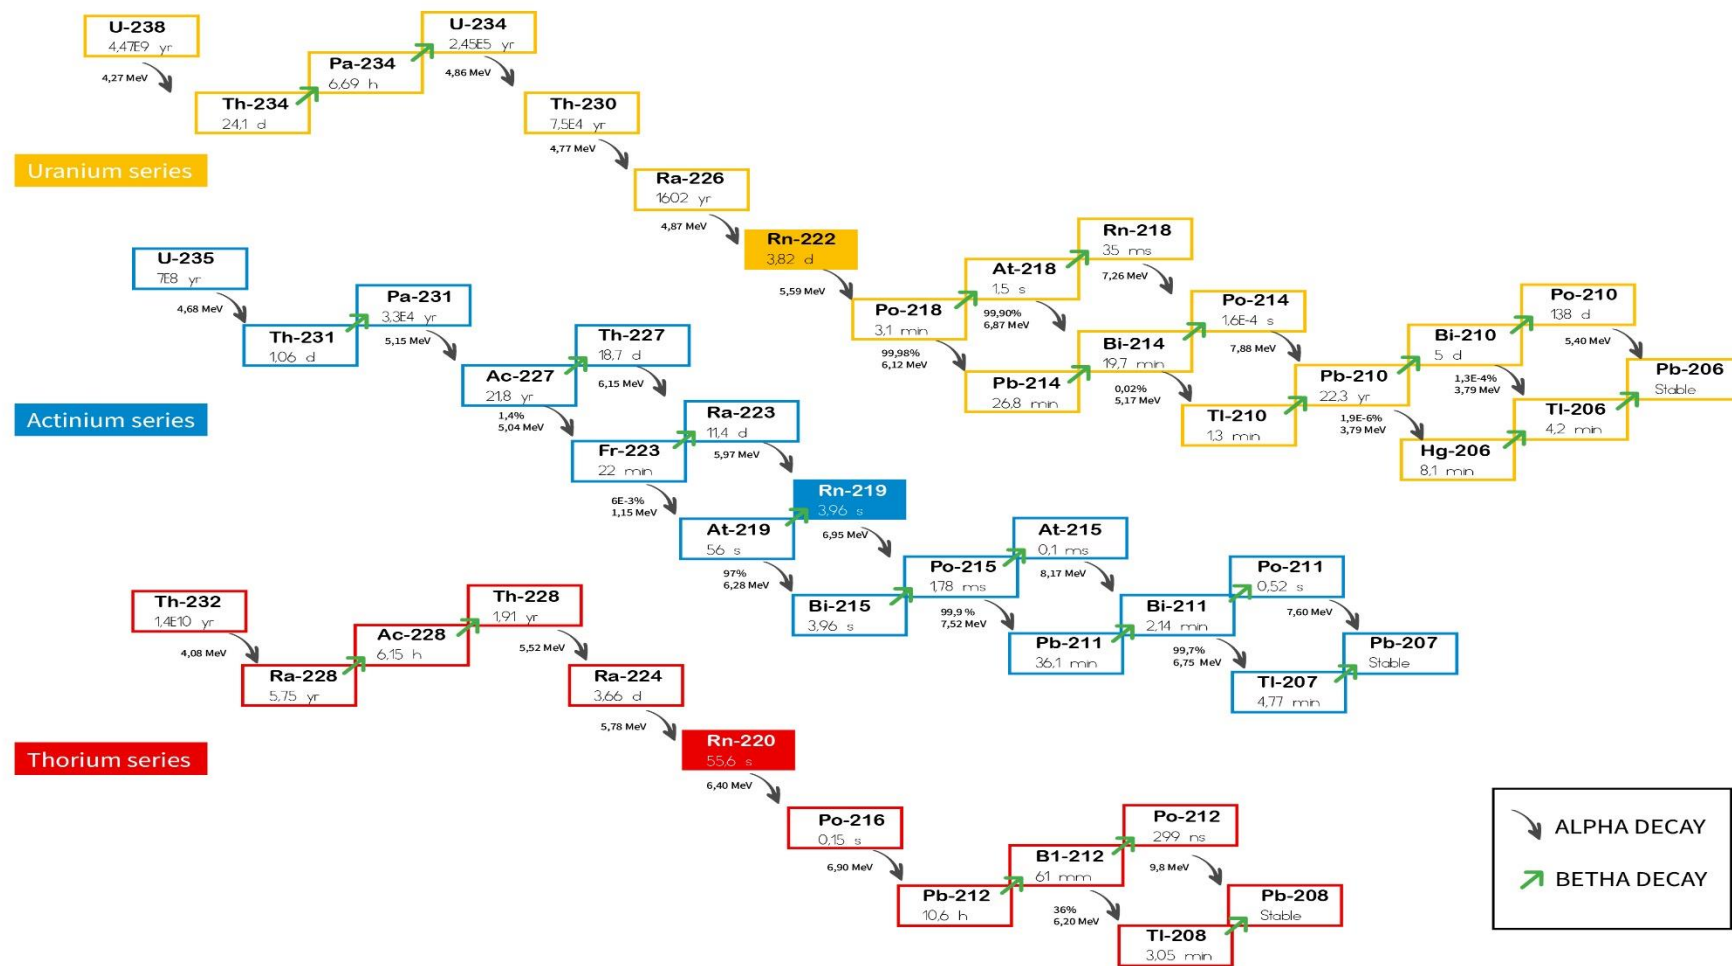 U-238
4,47E9 yr
4,27 MeV
Th-234
24,1 d
Pa-234
6,69 h
U-234
2,45E5 yr
4,86 MeV
Th-230
7,5E4 yr
4,77 MeV
Uranium series
Ra-226
1602 yr
4,87 MeV
Rn-222
3,82 d
5,59 MeV
Po-218
3,1 min
99,98%
6,12 MeV
At-218
1,5 s
99,90%
6,87 MeV
Rn-218
35 ms
7,26 MeV
Pb-214
26,8 min
Bi-214
19,7 min
0,02%
5,17 MeV
Po-214
1,6E-4 s
7,88 MeV
Tl-210
1,3 min
Pb-210
22,3 yr
1,9E-6%
3,79 MeV
Bi-210
5 d
1,3E-4%
3,79 MeV
Po-210
138 d
5,40 MeV
Hg-206
8,1 min
Tl-206
4,2 min
Pb-206
Stable
U-235
7E8 yr
4,68 MeV
Th-231
1,06 d
Pa-231
3,3E4 yr
5,15 MeV
Actinium series
Ac-227
21,8 yr
1,4%
5,04 MeV
Th-227
18,7 d
6,15 MeV
Fr-223
22 min
6E-3%
1,15 MeV
Ra-223
11,4 d
5,97 MeV
At-219
56 s
97%
6,28 MeV
Rn-219
3,96 s
6,95 MeV
Bi-215
3,96 s
Po-215
1,78 ms
99,9 %
7,52 MeV
At-215
0,1 ms
8,17 MeV
Pb-211
36,1 min
Bi-211
2,14 min
99,7%
6,75 MeV
Po-211
0,52 s
7,60 MeV
Tl-207
4,77 min
Pb-207
Stable
Th-232
1,4E10 yr
4,08 MeV
Ra-228
5,75 yr
Ac-228
6,15 h
Th-228
1,91 yr
5,52 MeV
Ra-224
3,66 d
5,78 MeV
Thorium series
Rn-220
55,6 s
6,40 MeV
Po-216
0,15 s
6,90 MeV
Pb-212
10,6 h
B1-212
61 mm
36%
6,20 MeV
Po-212
299 ns
9,8 MeV
Tl-208
3,05 min
Pb-208
Stable
ALPHA DECAY
BETHA DECAY